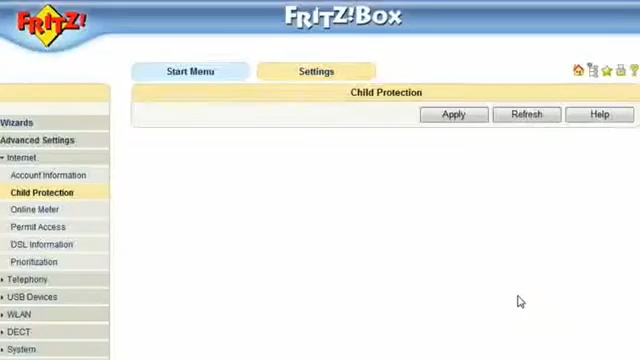 FRITZ!
FRITZ!BOX
Start Menu
Settings
Child Protection
Apply
Refresh
Help
Wizards
Advanced Settings
Internet
Account Information
Child Protection
Online Meter
Permit Access
DSL Information
Prioritization
Telephony
USB Devices
WLAN
DECT
System